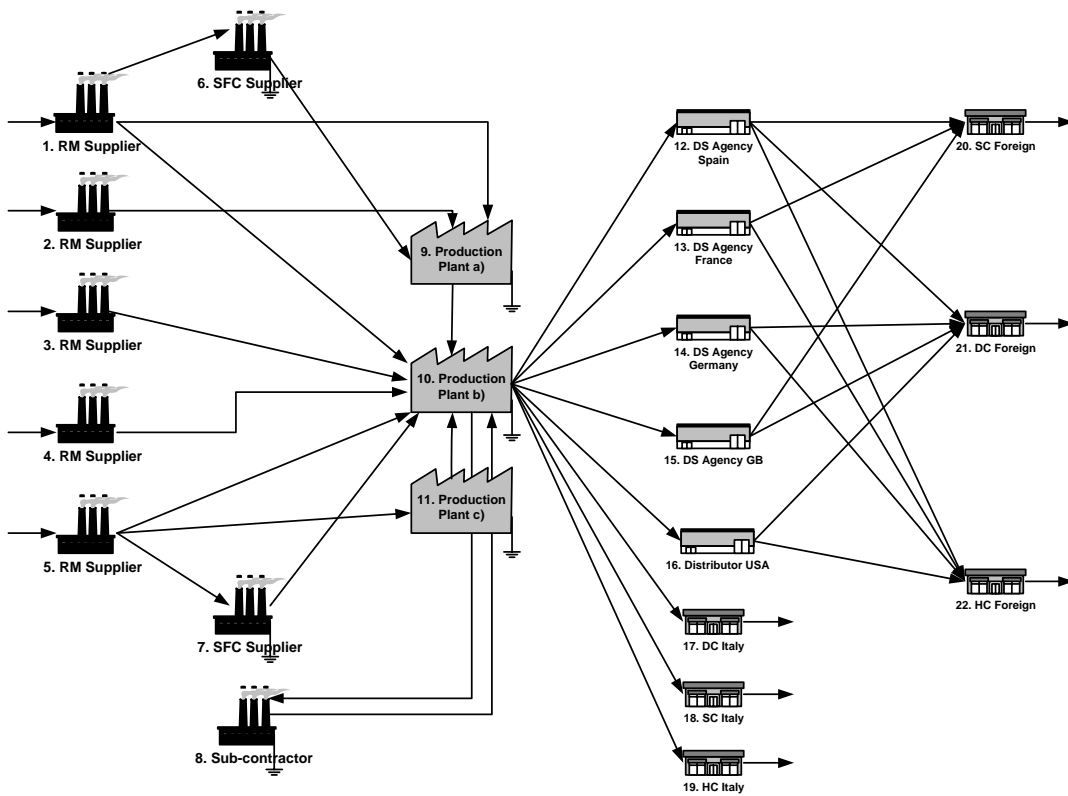 6. SFC Supplier
1. RM Supplier
2. RM Supplier
3. RM Supplier
4. RM Supplier
5. RM Supplier
7. SFC Supplier
8. Sub-contractor
9. Production
Plant a)
10. Production
Plant b)
11. Production
Plant c)
12. DS Agency
Spain
13. DS Agency
France
14. DS Agency
Germany
15. DS Agency GB
16. Distributor USA
17. DC Italy
18. SC Italy
19. HC Italy
20. SC Foreign
21. DC Foreign
22. HC Foreign